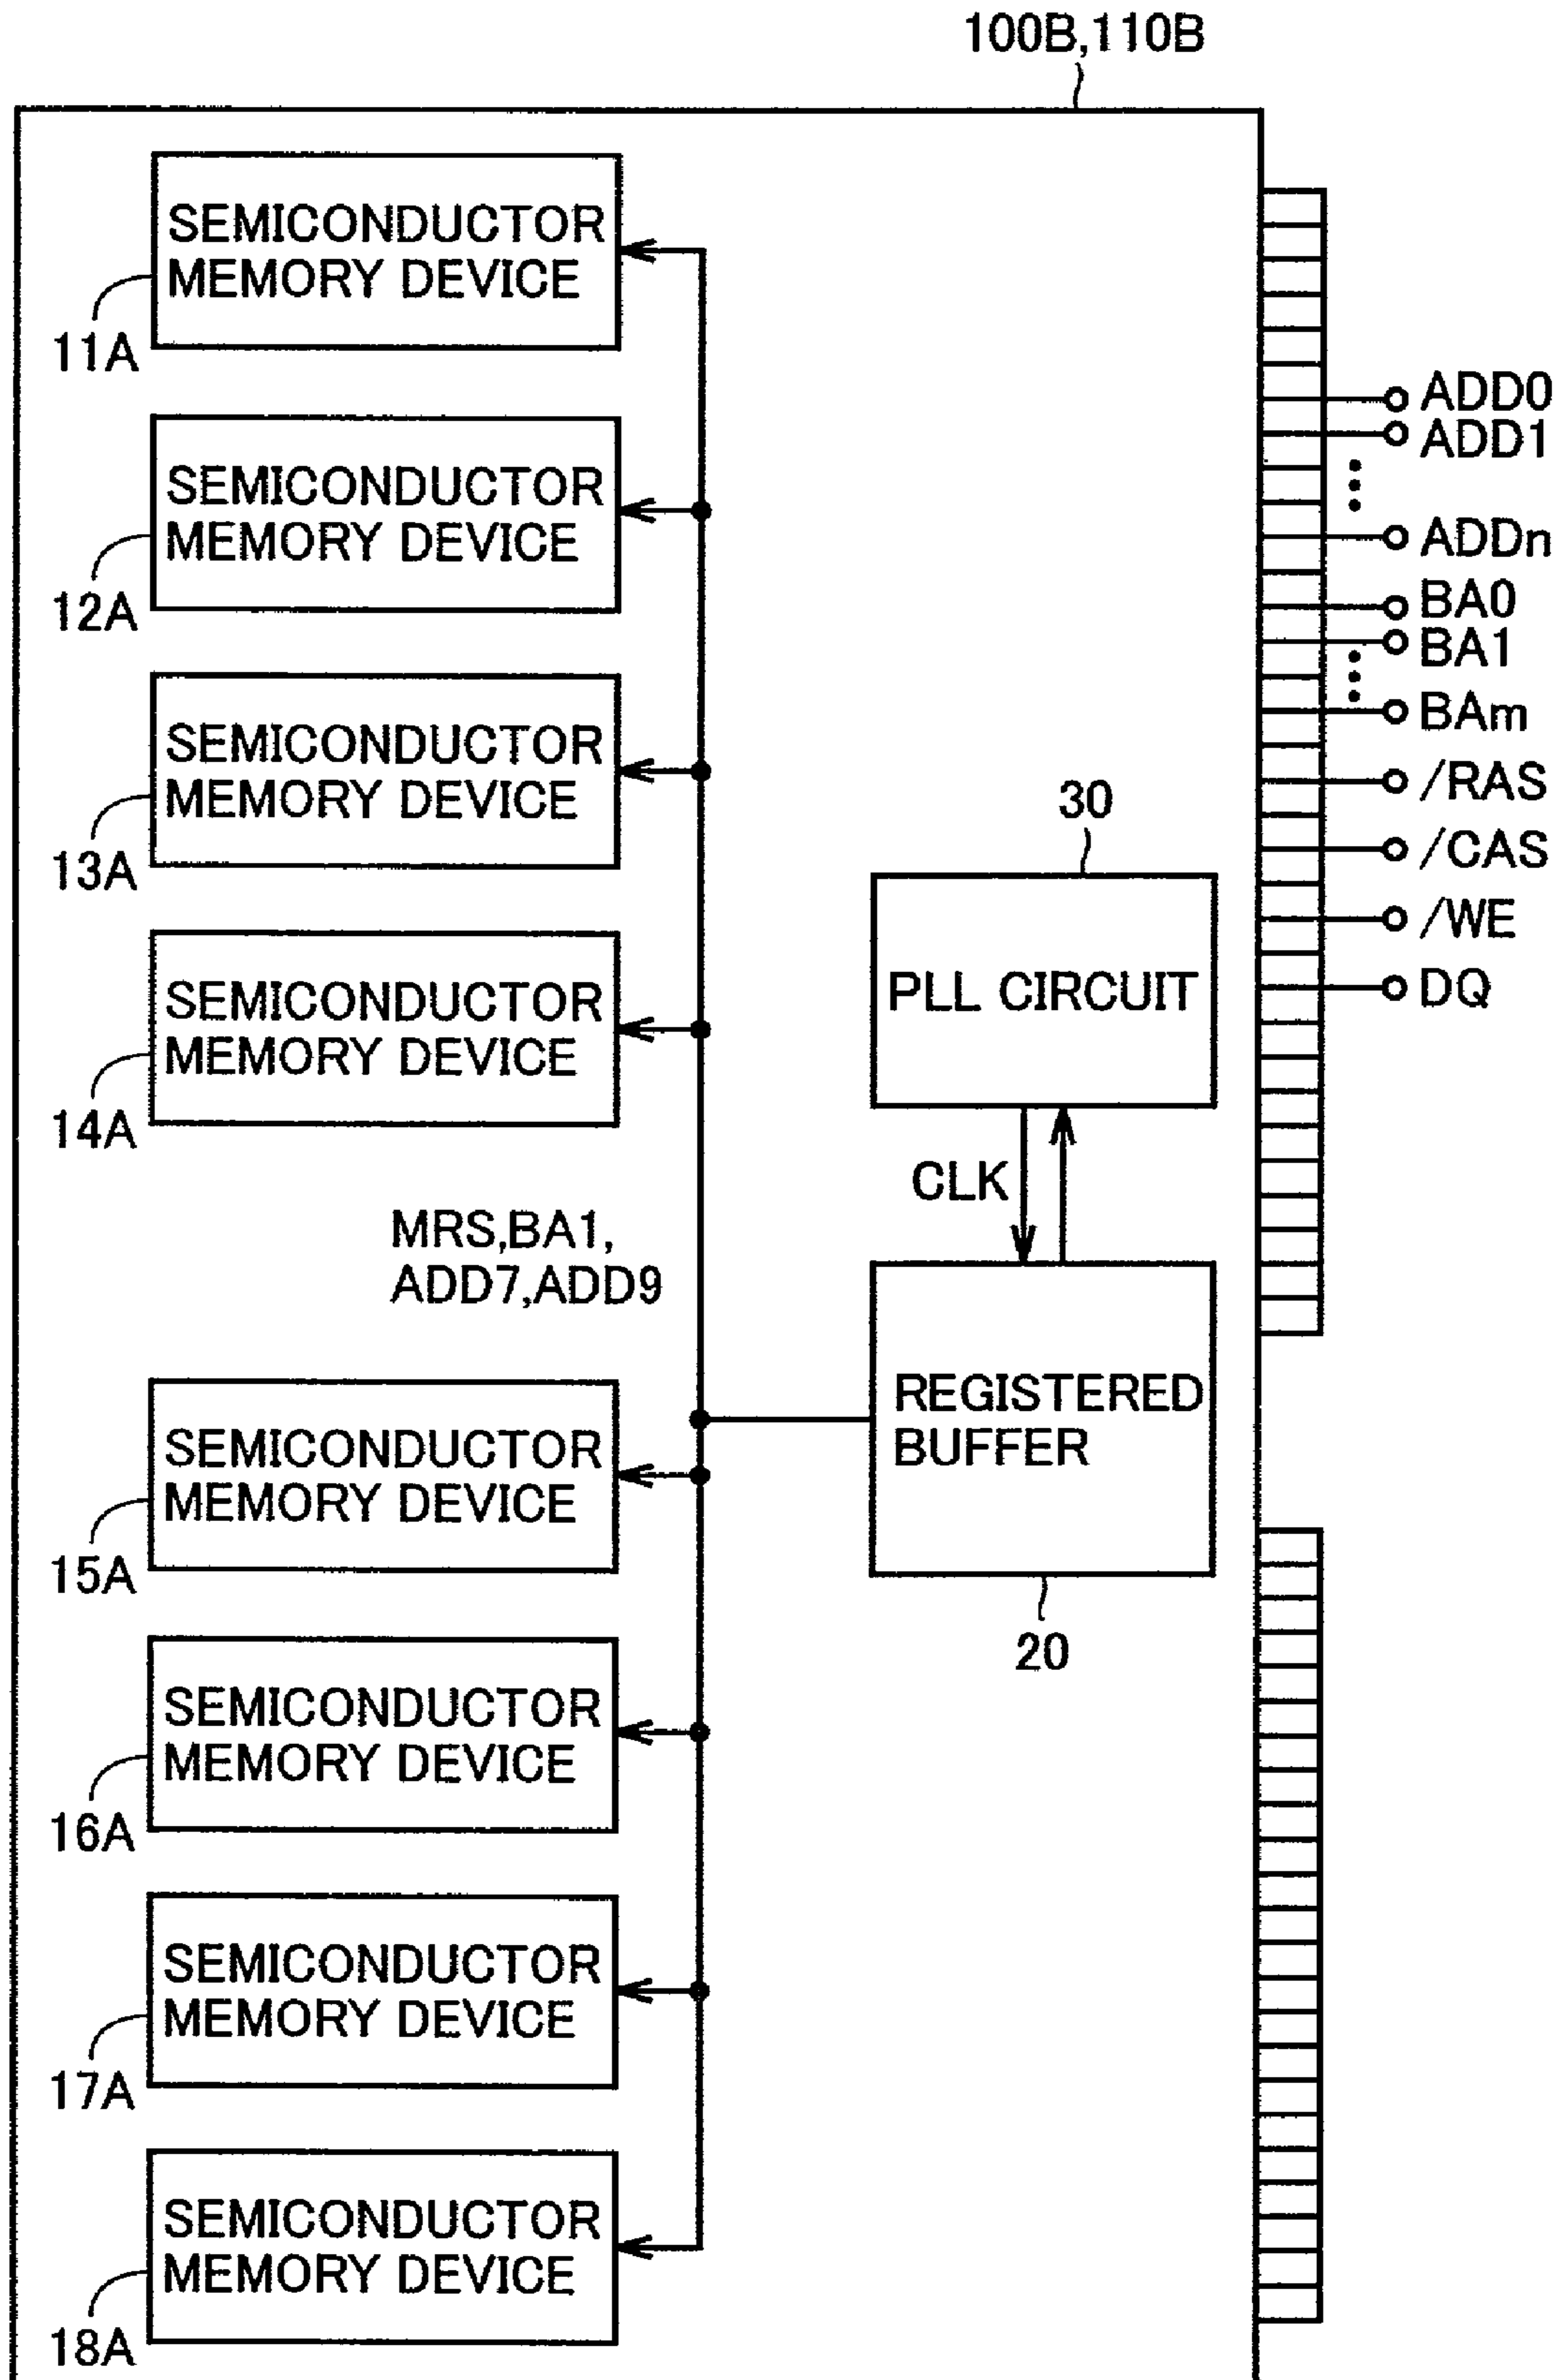 100B,110B
SEMICONDUCTOR
MEMORY DEVICE
11A
SEMICONDUCTOR
MEMORY DEVICE
12A
SEMICONDUCTOR
MEMORY DEVICE
13A
SEMICONDUCTOR
MEMORY DEVICE
14A
MRS,BA1,
ADD7,ADD9
SEMICONDUCTOR
MEMORY DEVICE
15A
SEMICONDUCTOR
MEMORY DEVICE
16A
SEMICONDUCTOR
MEMORY DEVICE
17A
SEMICONDUCTOR
MEMORY DEVICE
18A
30
PLL CIRCUIT
CLK
REGISTERED
BUFFER
20
ADD0
ADD1
ADDn
BA0
BA1
BAm
/RAS
/CAS
/WE
DQ